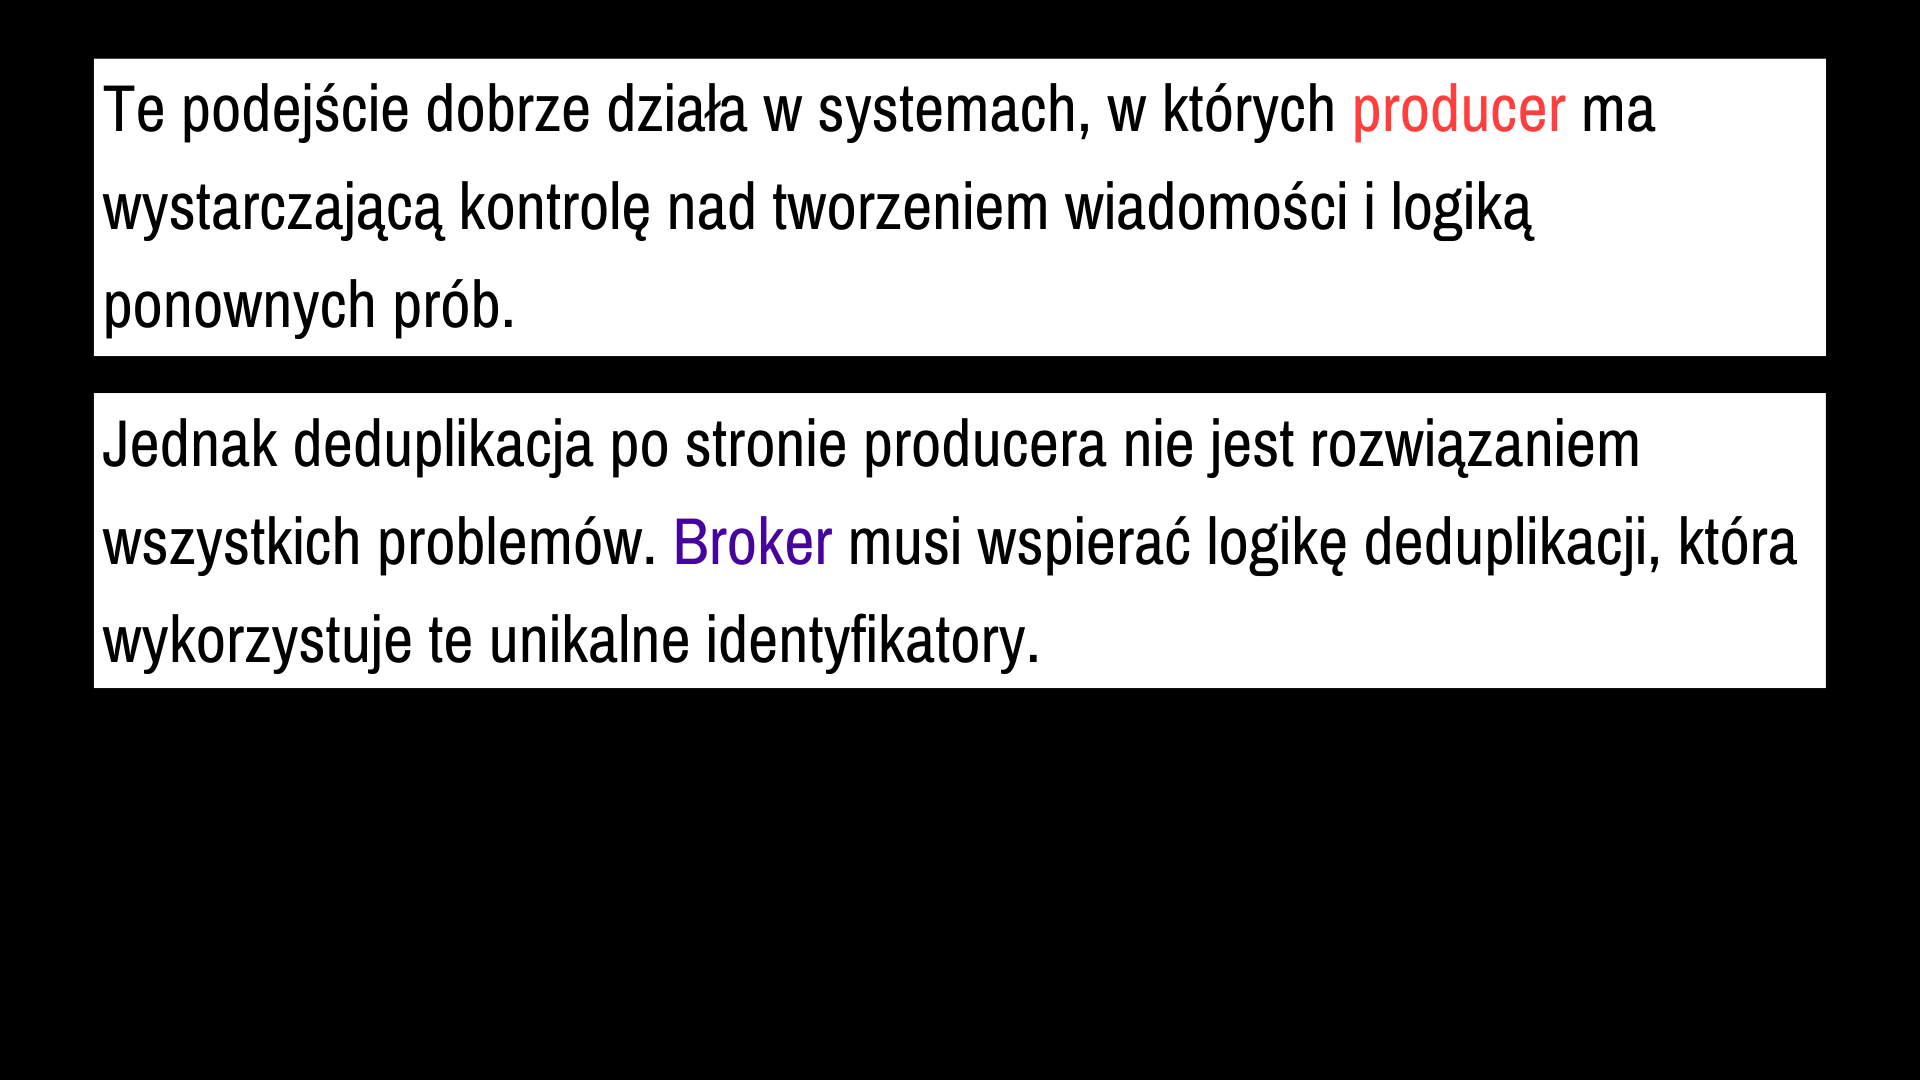 Te podejście dobrze działa w systemach, w których producer ma
wystarczającą kontrolę nad tworzeniem wiadomości i logiką
ponownych prób.
Jednak deduplikacja po stronie producera nie jest rozwiązaniem
wszystkich problemów. Broker musi wspierać logikę deduplikacji, która
wykorzystuje te unikalne identyfikatory.